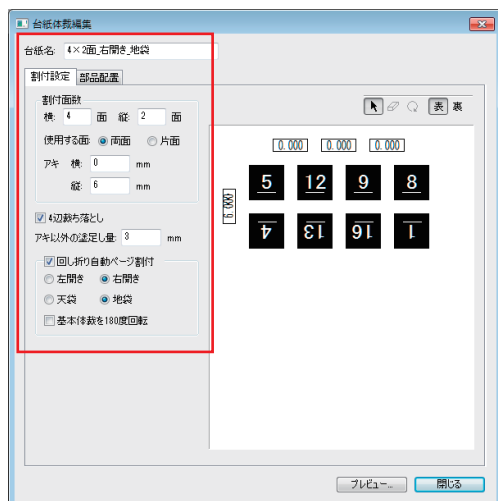 台紙体裁編集
台紙名: 4×2面_右開き_地袋
割付設定 部品配置
表 裏
割付面数
横: 4 面 縦: 2 面
使用する面: 両面 片面
アキ 横: 0 mm
縦: 6 mm
4辺裁ち落とし
アキ以外の塗足し量: 3 mm
回し折り自動ページ割付
左開き 右開き
天袋 地袋
基本体裁を180度回転
0.000 0.000 0.000
6.000
5 12 9 8
4 13 16 1
プレビュー... 閉じる